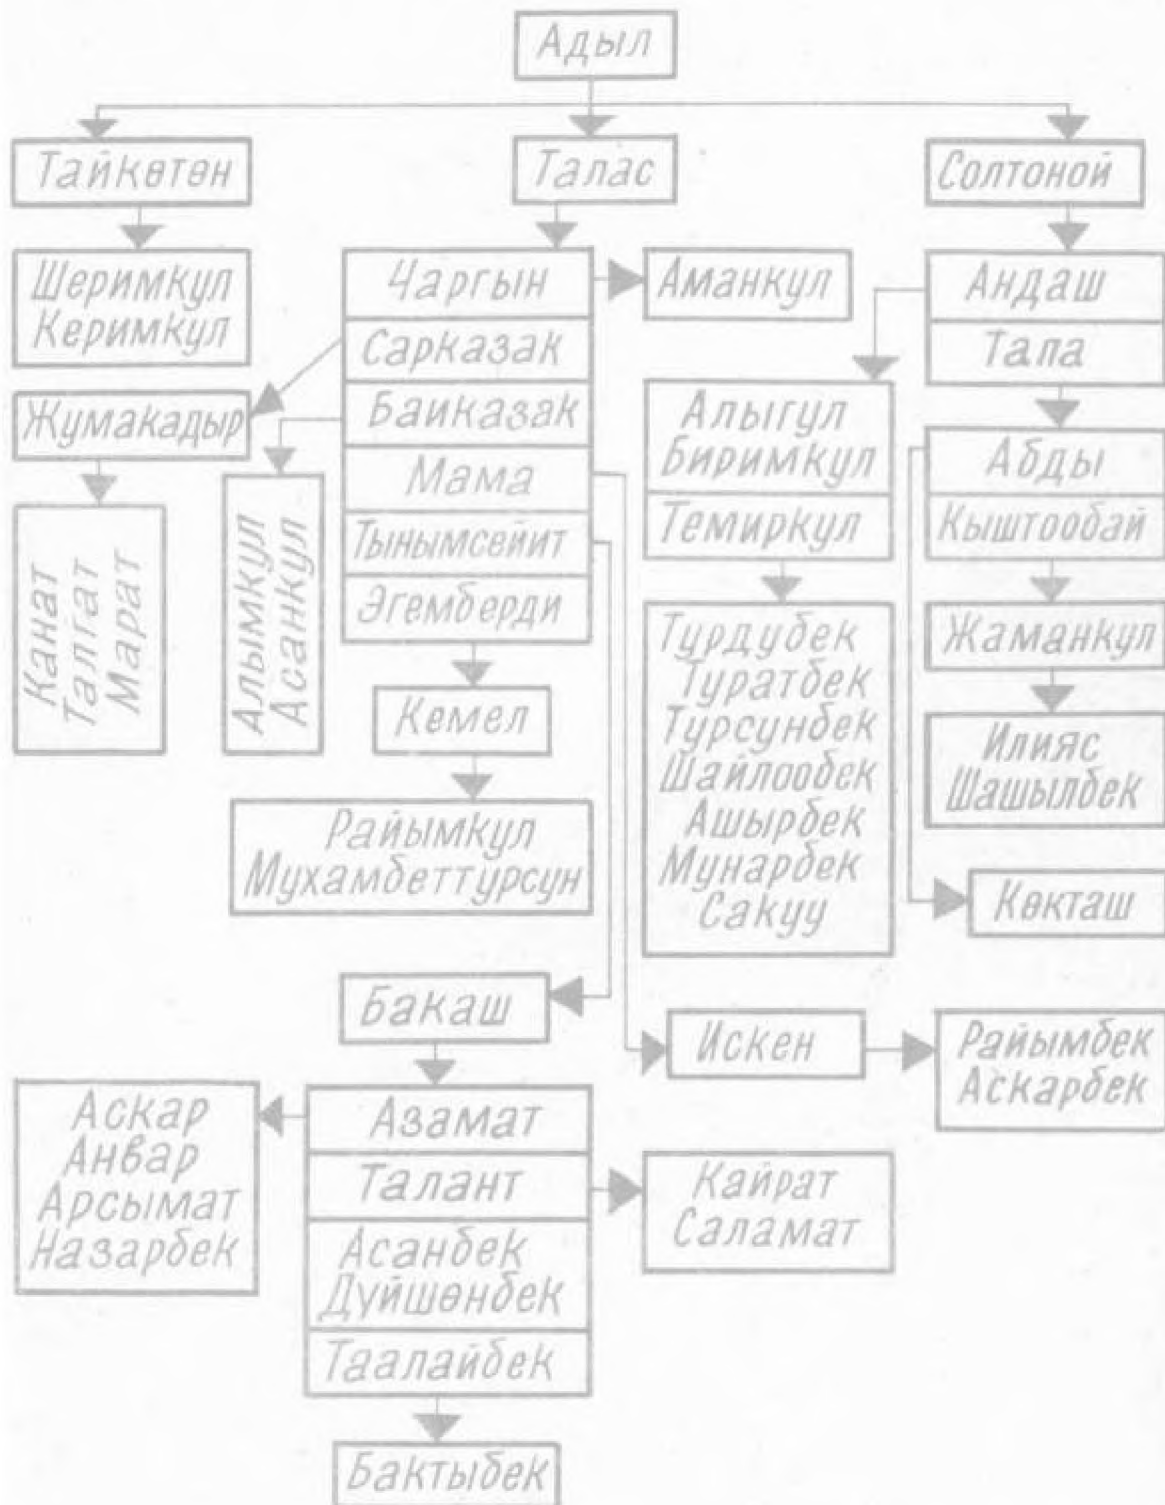 Адыл
Тайкөтөн
Талас
Солтоной
Шеримкул
Керимкул
Чаргын
Аманкул
Андаш
Сарказак
Тапа
Жумакадыр
Байказак
Алыгул
Биримкул
Абды
Мама
Темиркул
Кыштообай
Канат
Талгат
Марат
Алымкул
Асанкул
Тынымсейит
Эгемберди
Турдубек
Туратбек
Турсунбек
Шайлообек
Ашырбек
Мунарбек
Сакуу
Жаманкул
Кемел
Илияс
Шашылбек
Райымкул
Мухамбеттурсун
Көкташ
Бакаш
Искен
Райымбек
Аскарбек
Аскар
Анвар
Арсымат
Назарбек
Азамат
Талант
Кайрат
Саламат
Асанбек
Дүйшөнбек
Таалайбек
Бактыбек